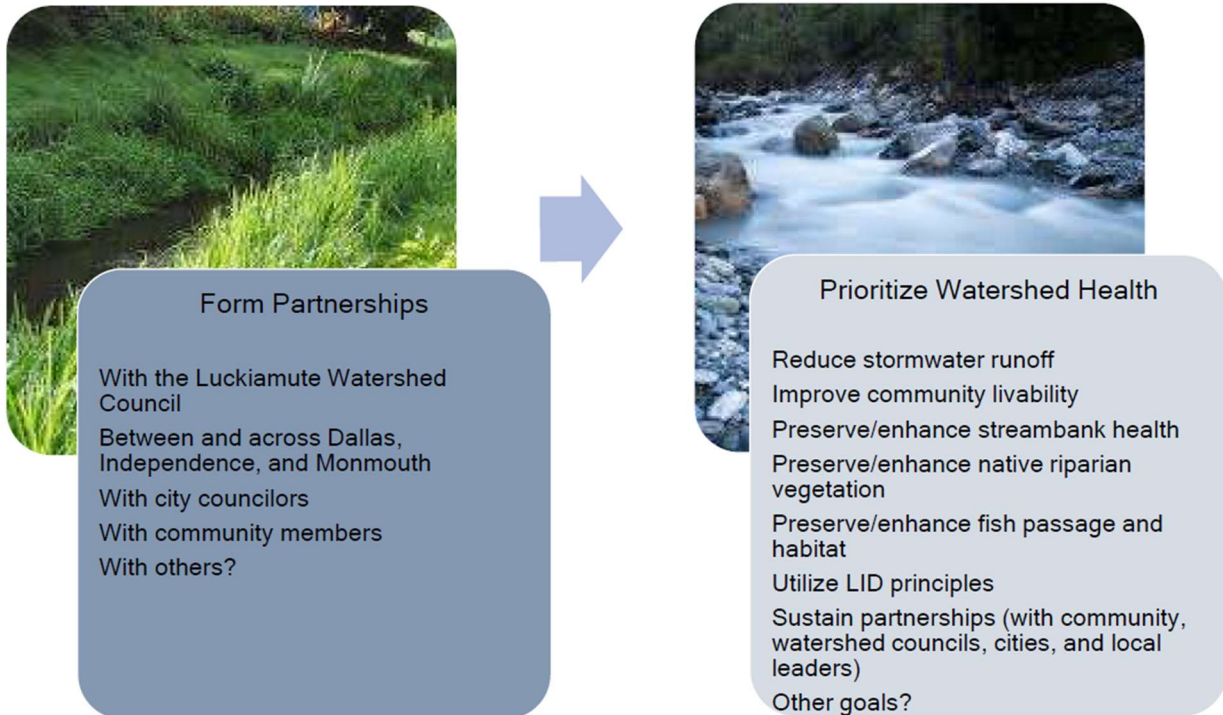 Form Partnerships
With the Luckiamute Watershed
Council
Between and across Dallas,
Independence, and Monmouth
With city councilors
With community members
With others?
Prioritize Watershed Health
Reduce stormwater runoff
Improve community livability
Preserve/enhance streambank health
Preserve/enhance native riparian
vegetation
Preserve/enhance fish passage and
habitat
Utilize LID principles
Sustain partnerships (with community,
watershed councils, cities, and local
leaders)
Other goals?